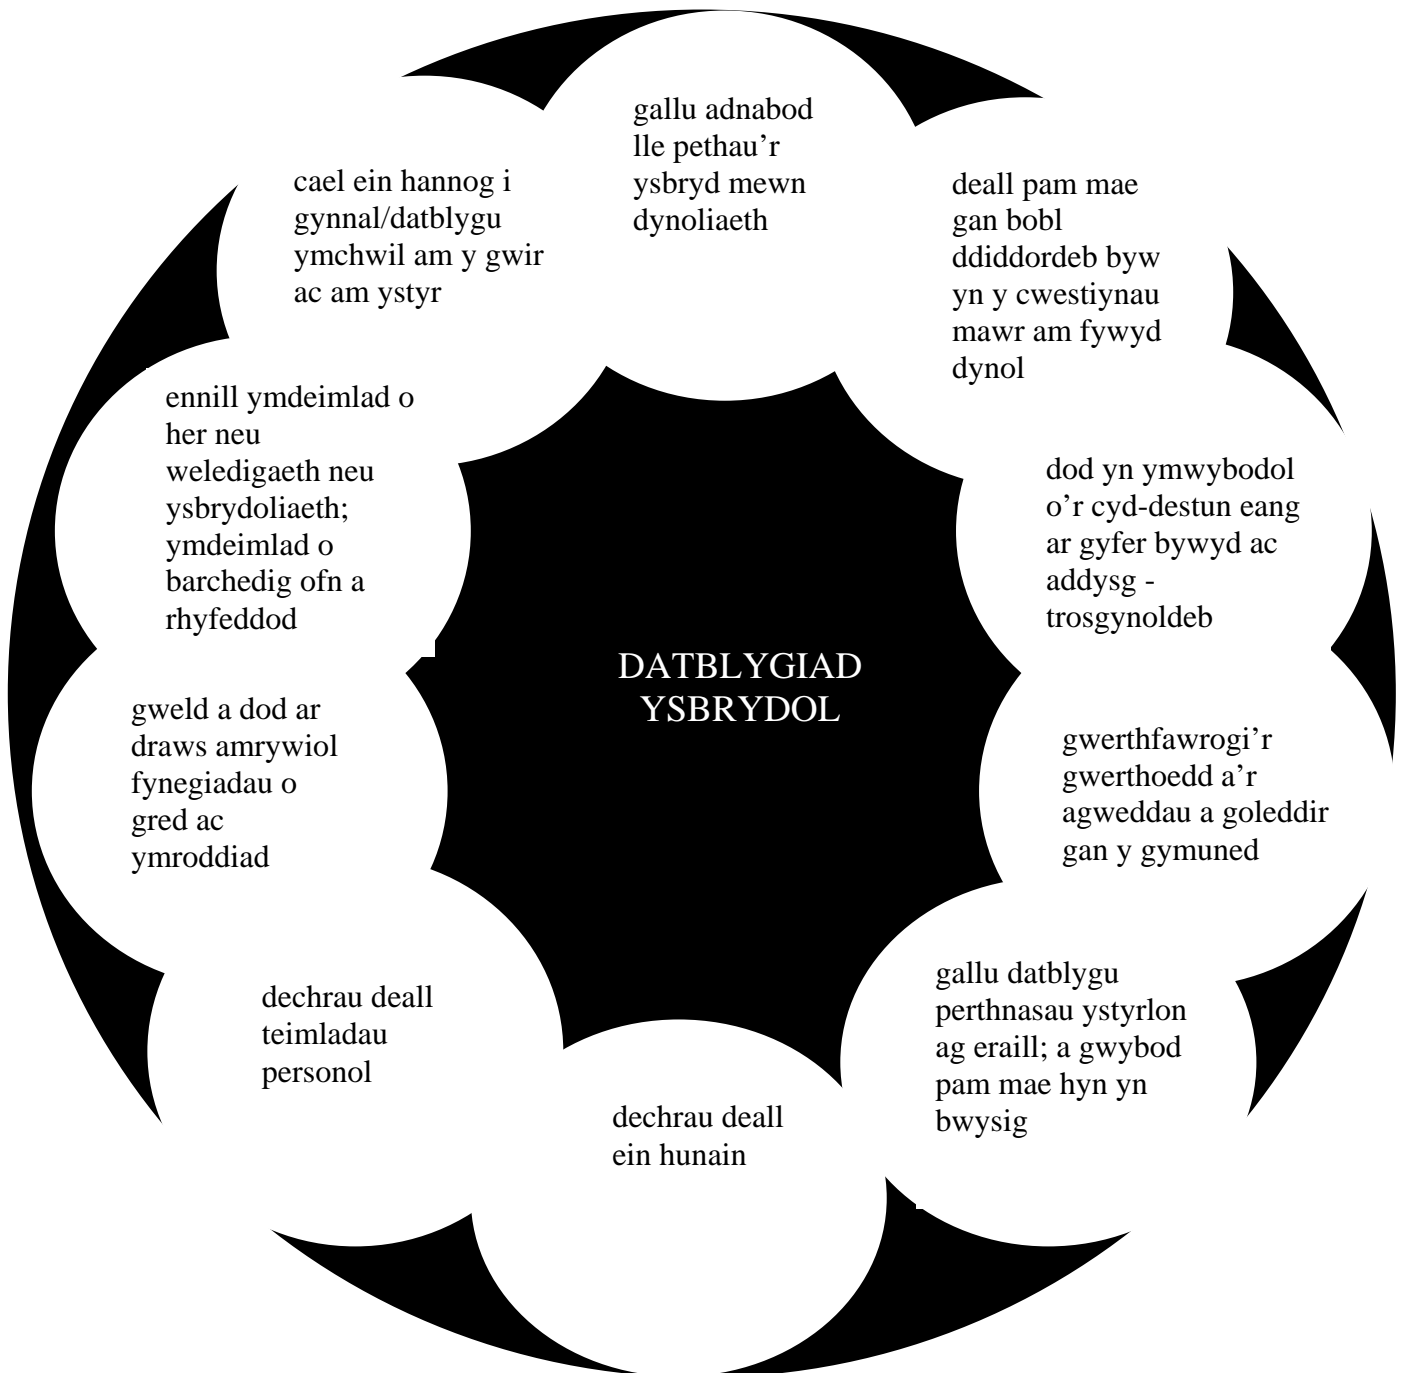 gallu adnabod
lle pethau’r
ysbryd mewn
dynoliaeth
deall pam mae
gan bobl
ddiddordeb byw
yn y cwestiynau
mawr am fywyd
dynol
dod yn ymwybodol
o’r cyd-destun eang
ar gyfer bywyd ac
addysg -
trosgynoldeb
gwerthfawrogi’r
gwerthoedd a’r
agweddau a goleddir
gan y gymuned
gallu datblygu
perthnasau ystyrlon
ag eraill; a gwybod
pam mae hyn yn
bwysig
dechrau deall
ein hunain
dechrau deall
teimladau
personol
gweld a dod ar
draws amrywiol
fynegiadau o
gred ac
ymroddiad
ennill ymdeimlad o
her neu
weledigaeth neu
ysbrydoliaeth;
ymdeimlad o
barchedig ofn a
rhyfeddod
cael ein hannog i
gynnal/datblygu
ymchwil am y gwir
ac am ystyr
DATBLYGIAD
YSBRYDOL